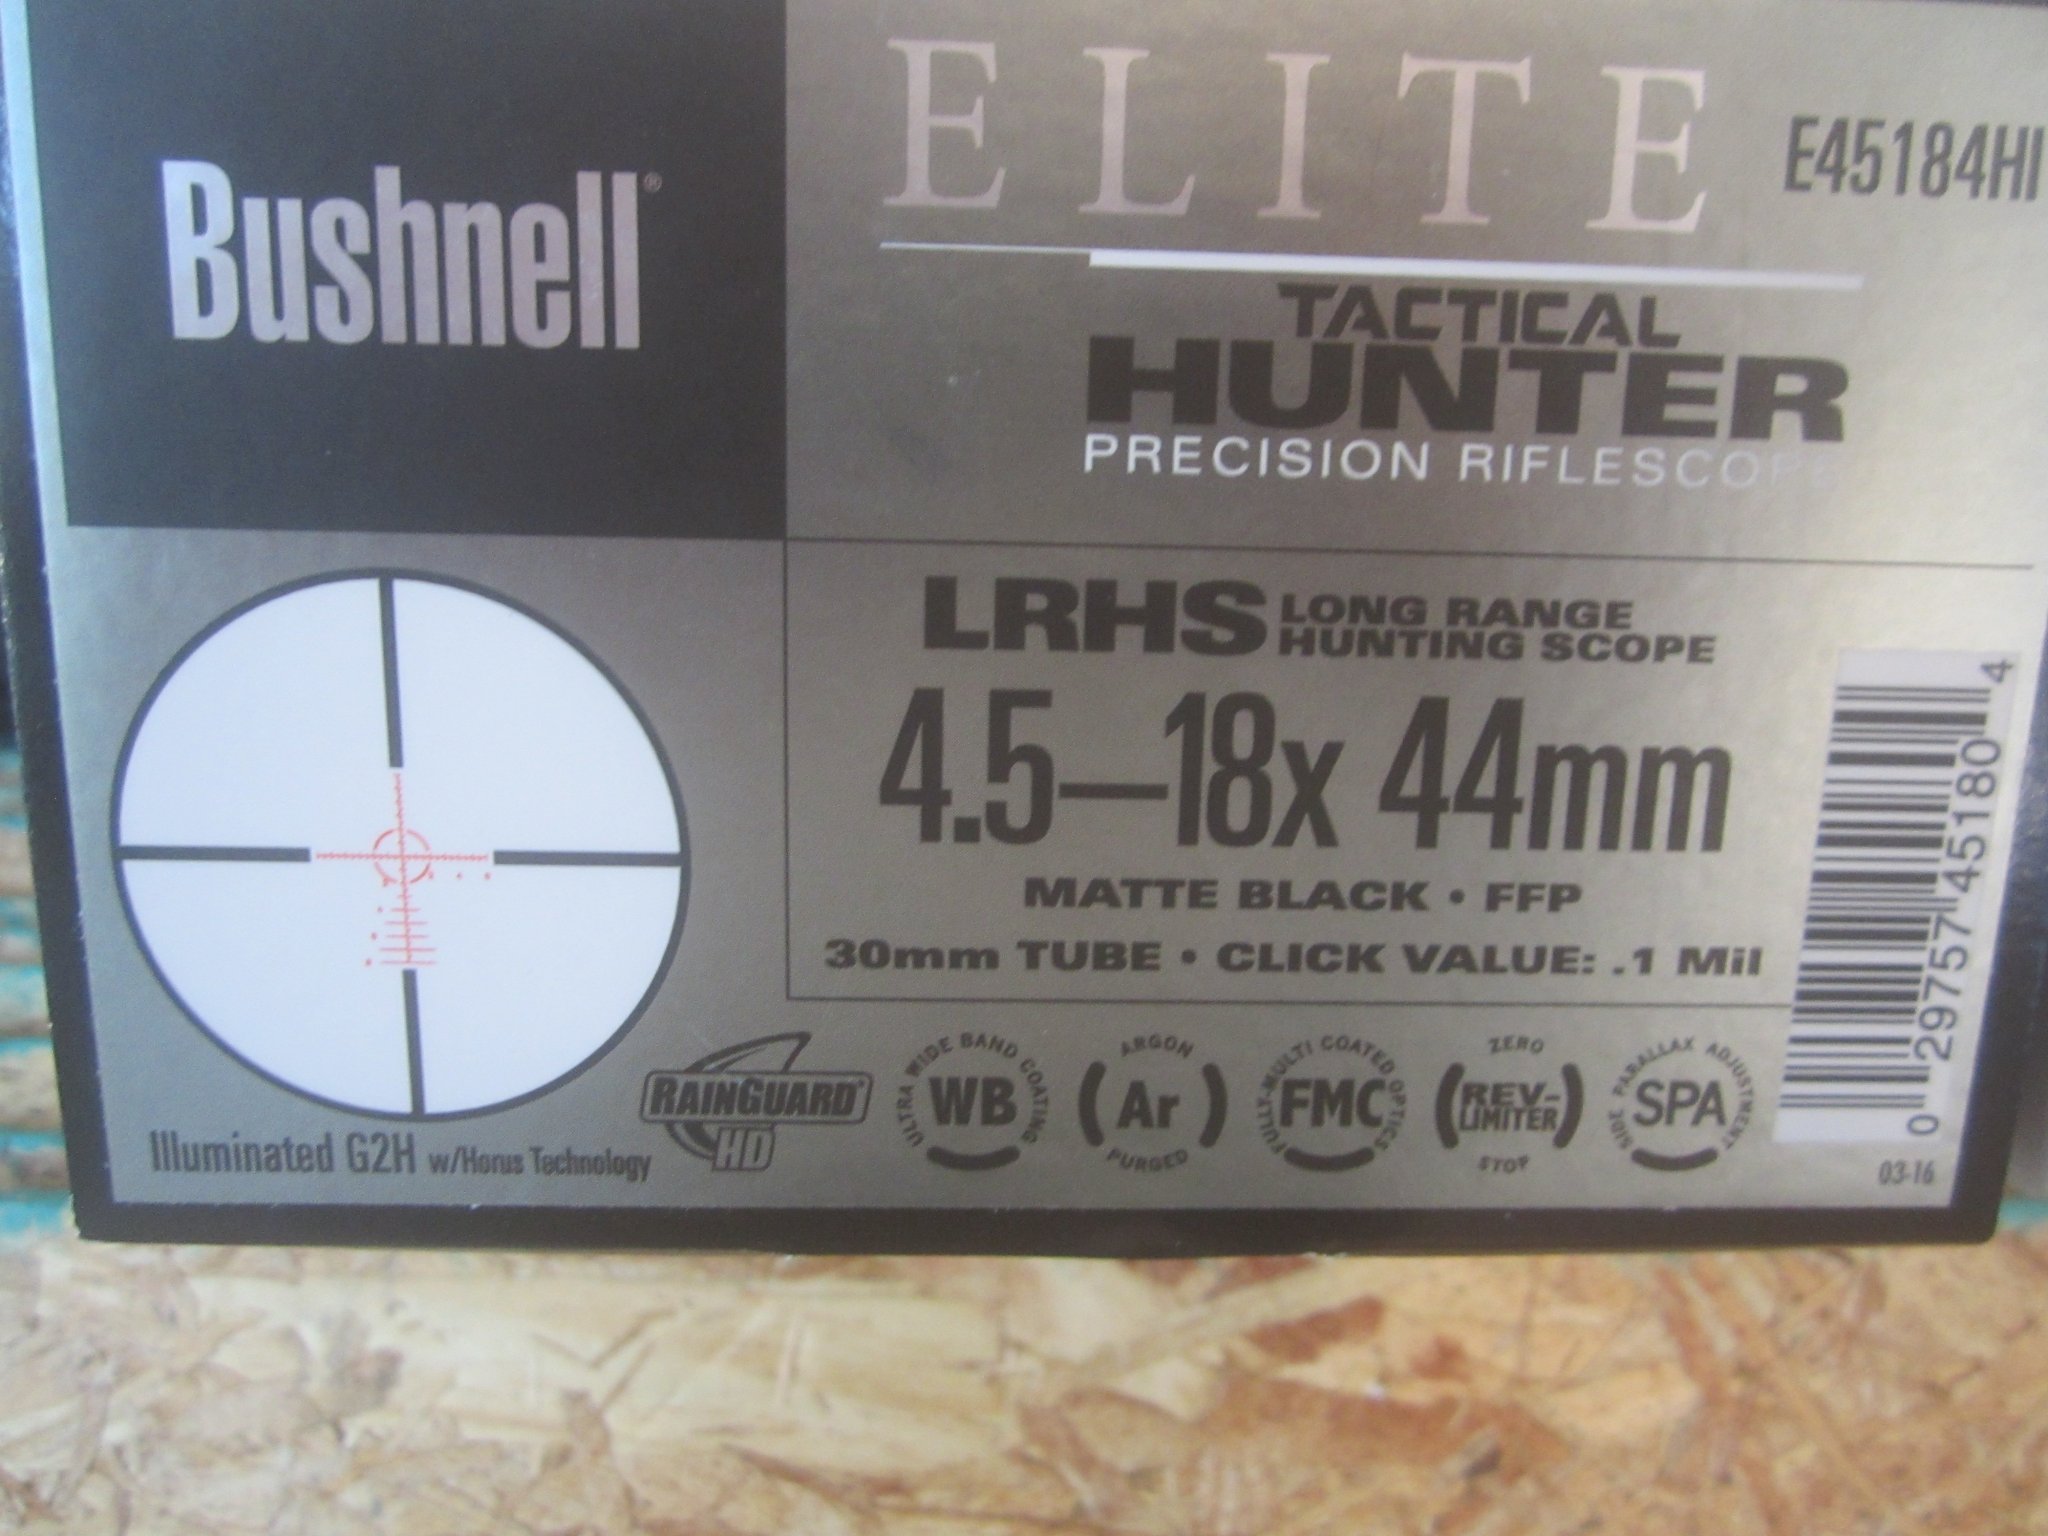 Bushnell®
ELITE
E45184HI
TACTICAL
HUNTER
PRECISION RIFLESCOPE
LRHS LONG RANGE
HUNTING SCOPE
4.5—18x 44mm
MATTE BLACK • FFP
30mm TUBE • CLICK VALUE: .1 Mil
Illuminated G2H w/Horus Technology
RAINGUARD®
HD
ULTRA WIDE BAND COATING
WB
ARGON
Ar
PURGED
FULLY-MULTI COATED OPTICS
FMC
ZERO
REV-
LIMITER
STOP
SIDE PARALLAX ADJUSTMENT
SPA
0 29757 45180 4
03-16